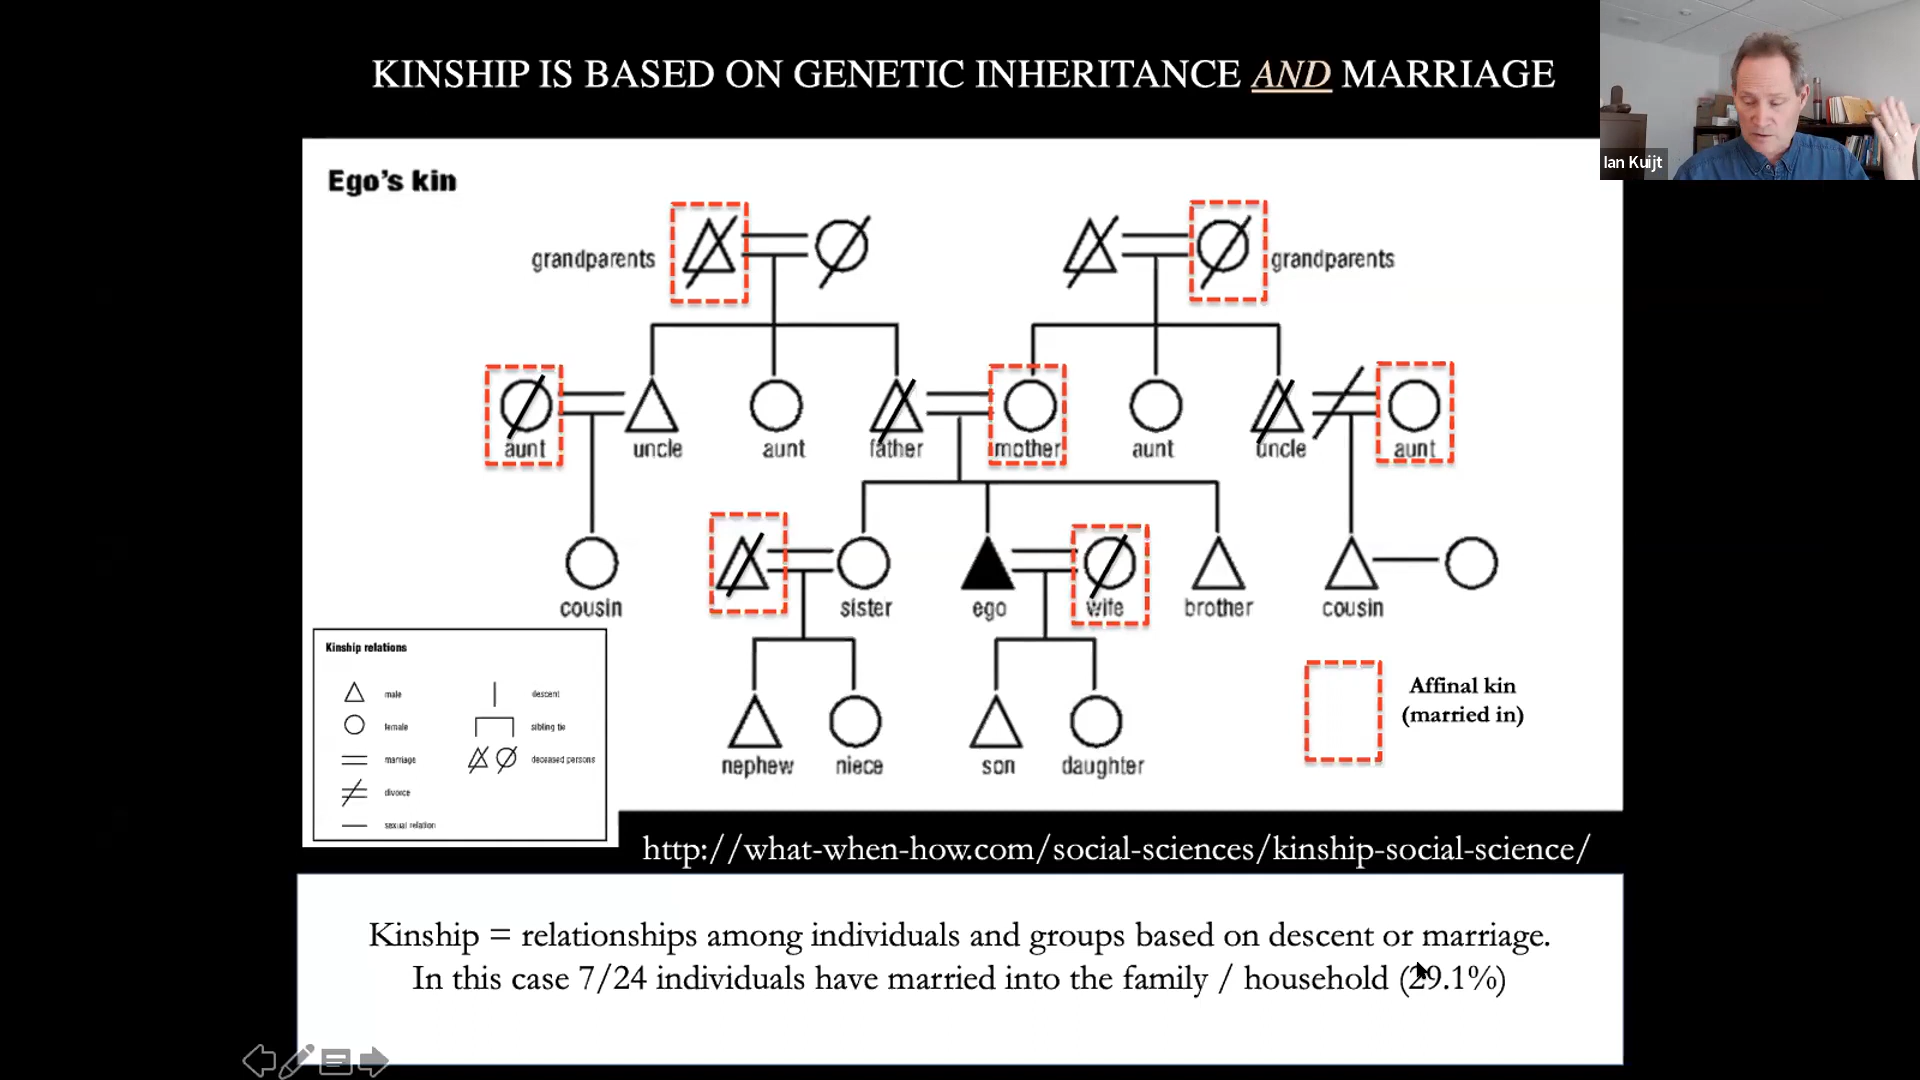 KINSHIP IS BASED ON GENETIC INHERITANCE AND MARRIAGE
Ian Kuijt
Ego's kin
grandparents
grandparents
aunt
uncle
aunt
father
mother
aunt
uncle
aunt
cousin
sister
ego
wife
brother
cousin
nephew
niece
son
daughter
Kinship relations
male
female
marriage
divorce
sexual relation
descent
sibling tie
deceased persons
Affinal kin
(married in)
http://what-when-how.com/social-sciences/kinship-social-science/
Kinship = relationships among individuals and groups based on descent or marriage.
In this case 7/24 individuals have married into the family / household (29.1%)